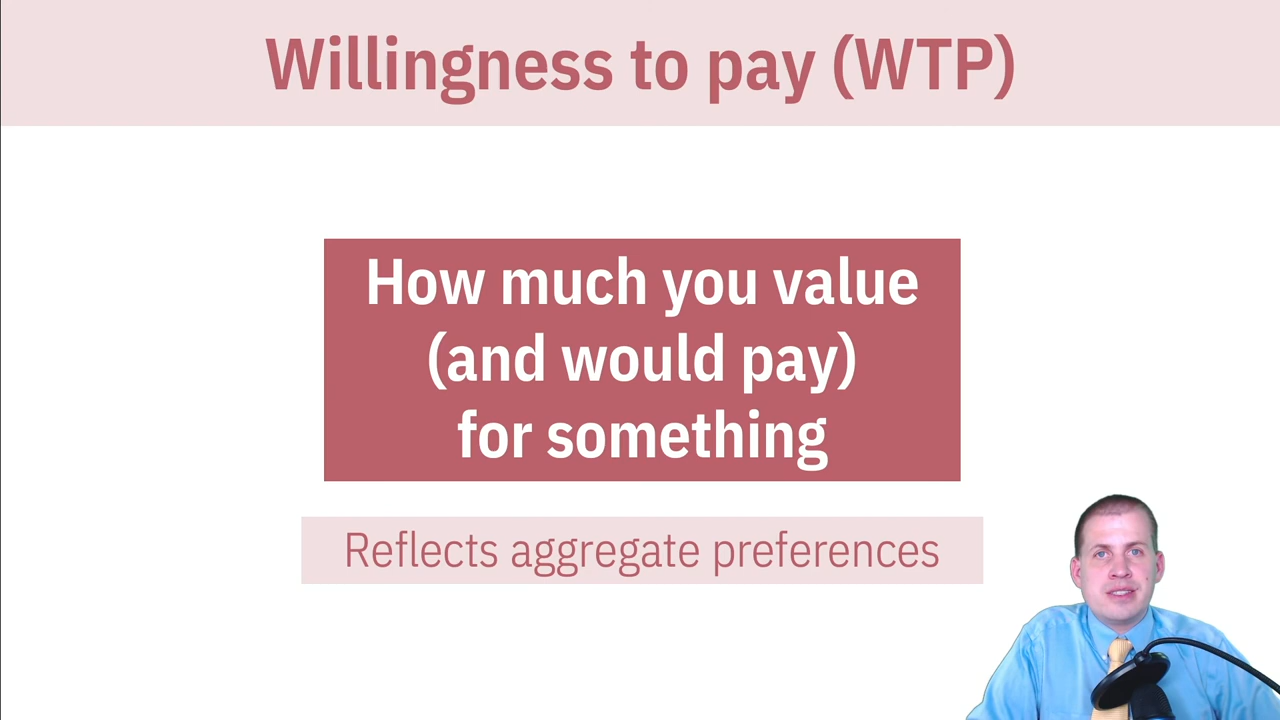 Willingness to pay (WTP)
How much you value
(and would pay)
for something
Reflects aggregate preferences